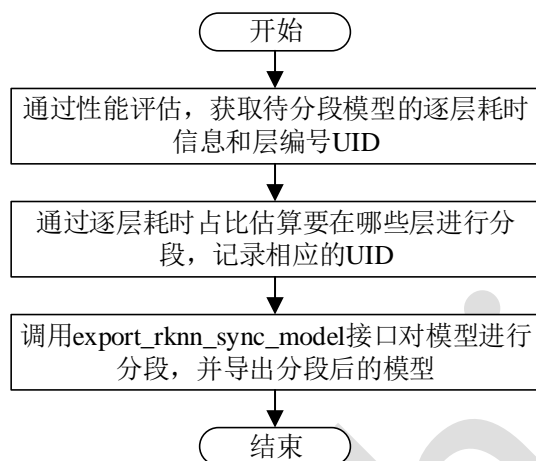 开始
通过性能评估，获取待分段模型的逐层耗时
信息和层编号UID
通过逐层耗时占比估算要在哪些层进行分
段，记录相应的UID
调用export_rknn_sync_model接口对模型进行
分段，并导出分段后的模型
结束